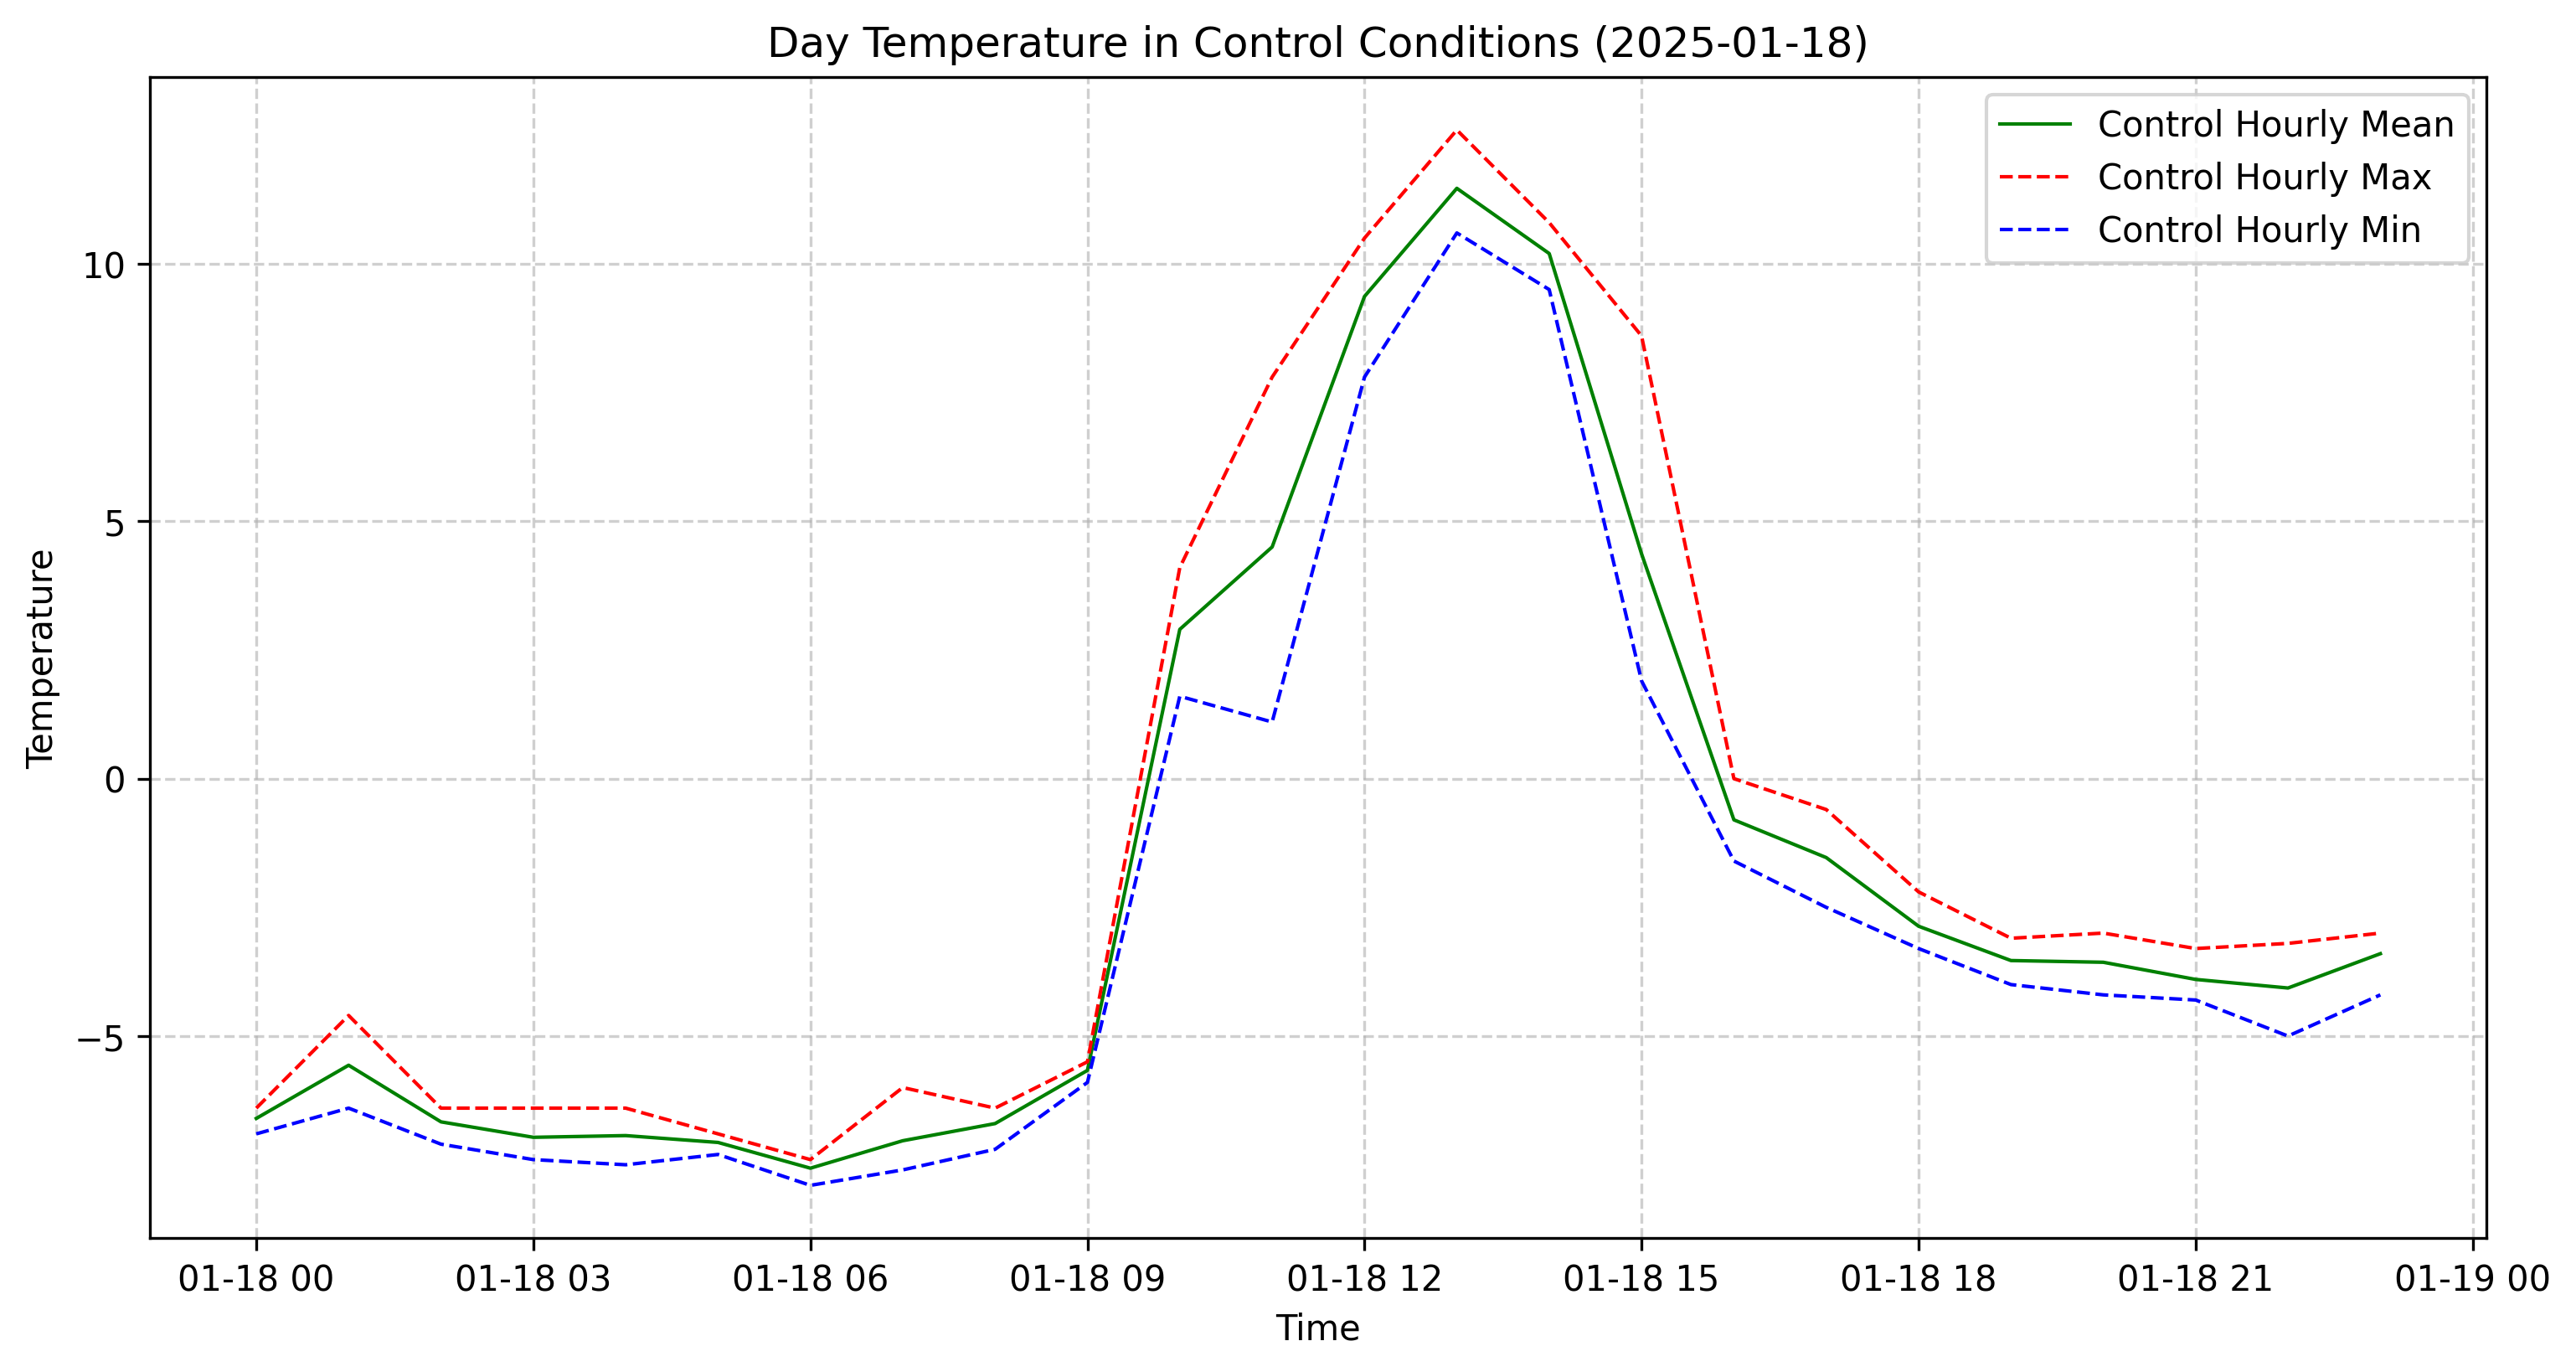 Day Temperature in Control Conditions (2025-01-18)
Control Hourly Mean
Control Hourly Max
Control Hourly Min
10
5
0
−5
Temperature
01-18 00
01-18 03
01-18 06
01-18 09
01-18 12
01-18 15
01-18 18
01-18 21
01-19 00
Time